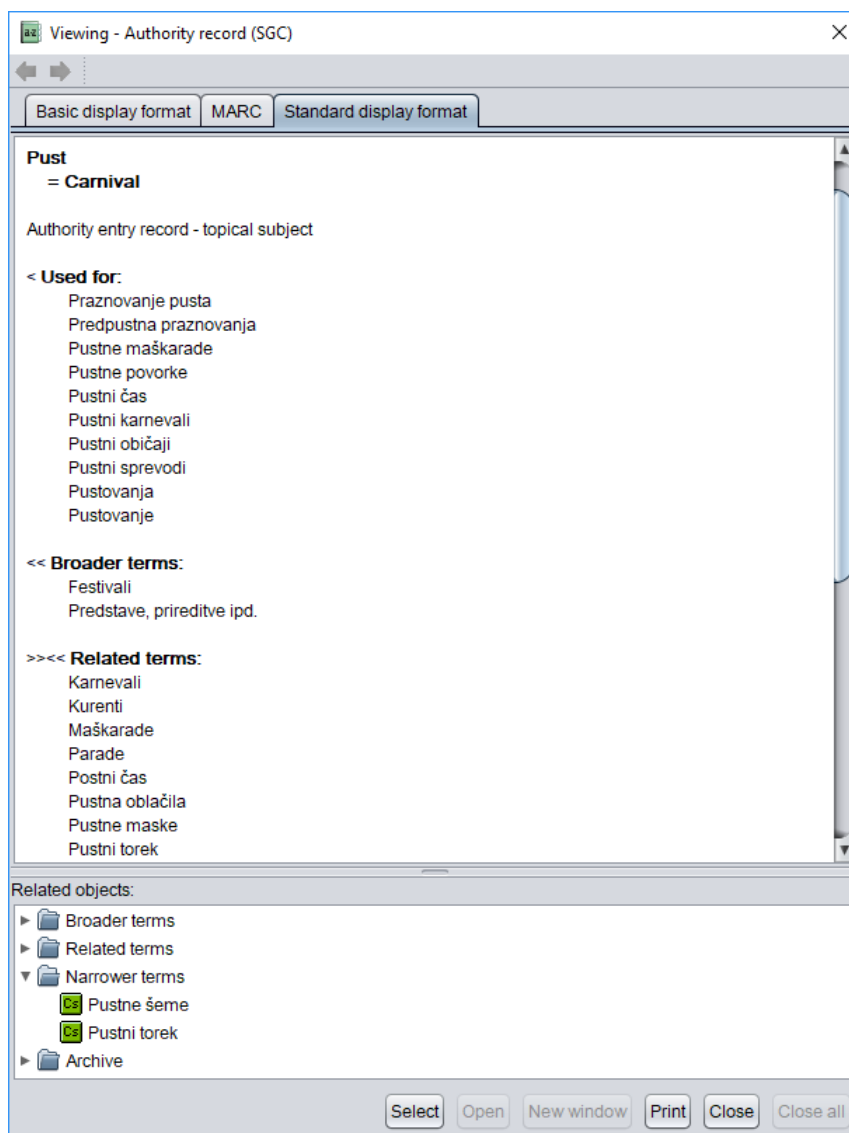 Viewing - Authority record (SGC)
Basic display format MARC Standard display format
Pust
= Carnival
Authority entry record - topical subject
< Used for:
Praznovanje pusta
Predpustna praznovanja
Pustne maškarade
Pustne povorke
Pustni čas
Pustni karnevali
Pustni običaji
Pustni sprevodi
Pustovanja
Pustovanje
<< Broader terms:
Festivali
Predstave, prireditve ipd.
>><< Related terms:
Karnevali
Kurenti
Maškarade
Parade
Postni čas
Pustna oblačila
Pustne maske
Pustni torek
Related objects:
Broader terms
Related terms
Narrower terms
Cs Pustne šeme
Cs Pustni torek
Archive
Select Open New window Print Close Close all